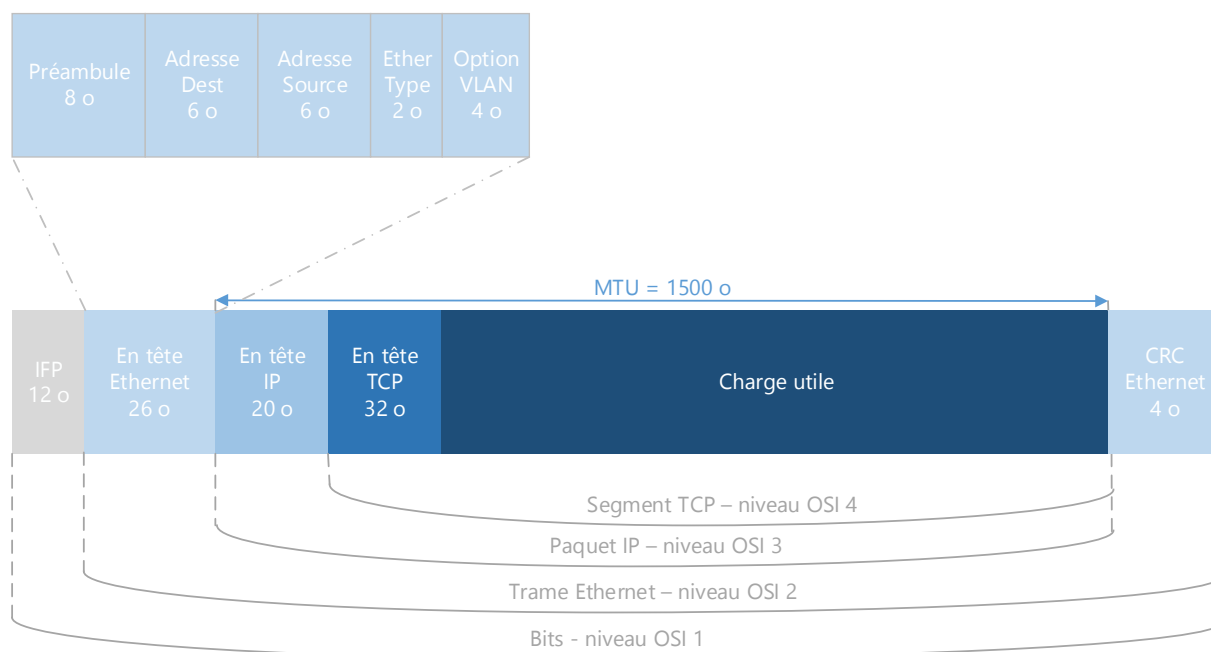 Préambule
8 o
Adresse
Dest
6 o
Adresse
Source
6 o
Ether
Type
2 o
Option
VLAN
4 o
MTU = 1500 o
IFP
12 o
En tête
Ethernet
26 o
En tête
IP
20 o
En tête
TCP
32 o
Charge utile
CRC
Ethernet
4 o
Segment TCP – niveau OSI 4
Paquet IP – niveau OSI 3
Trame Ethernet – niveau OSI 2
Bits - niveau OSI 1